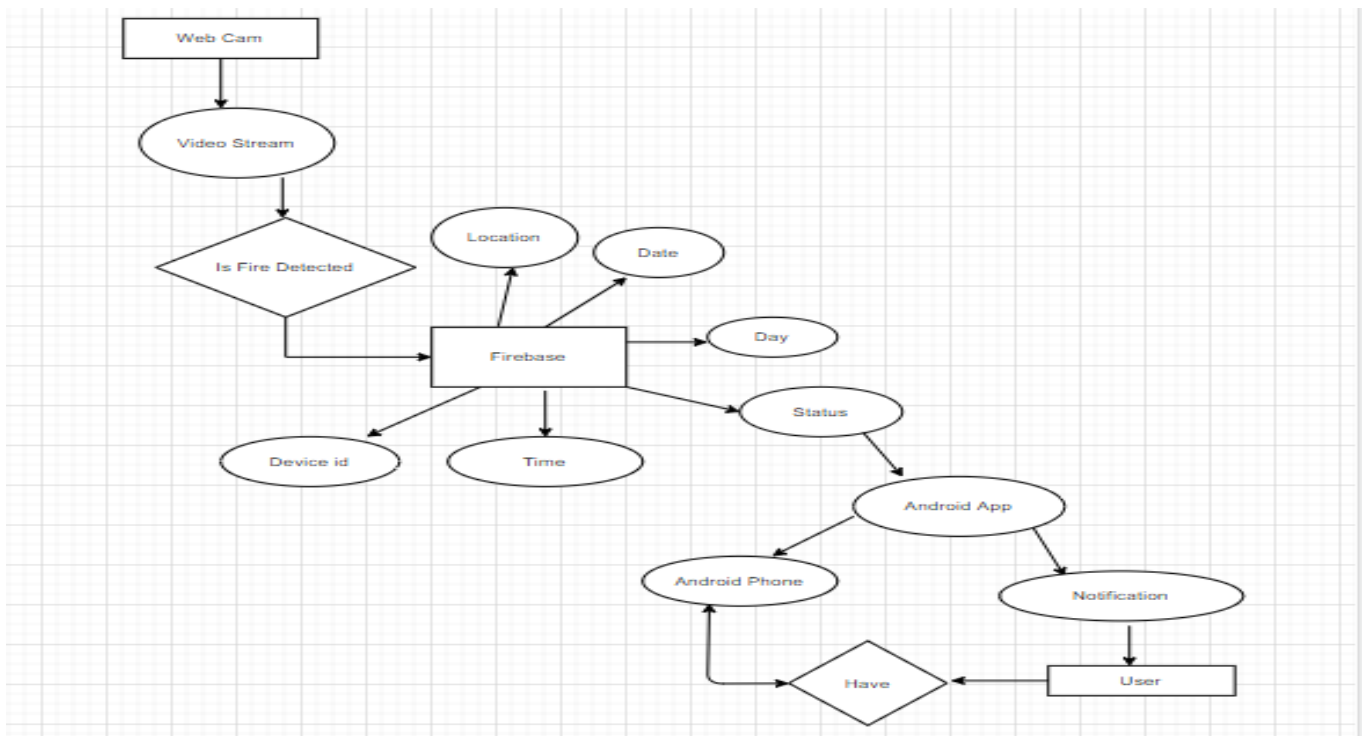 Web Cam
Video Stream
Location
Date
Is Fire Detected
Day
Firebase
Status
Device id
Time
Android App
Android Phone
Notification
Have
User